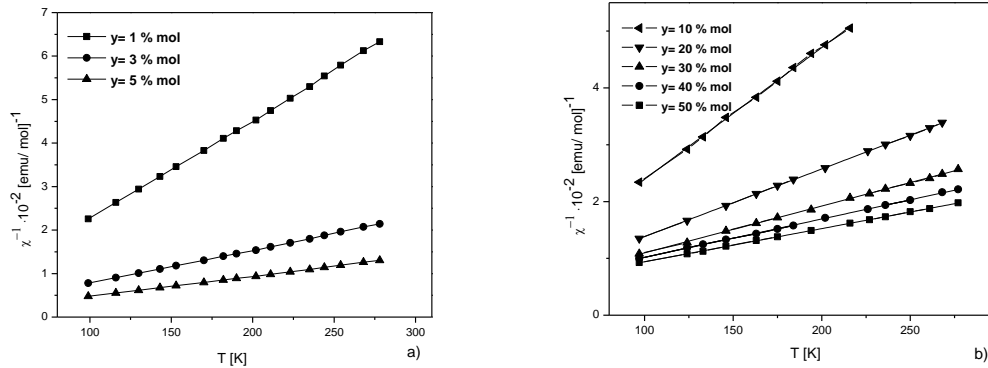 7
6
5
4
3
2
1
0
χ⁻¹ ·10⁻² [emu/ mol]⁻¹
y= 1 % mol
y= 3 % mol
y= 5 % mol
100 150 200 250 300
T [K]
a)
4
2
0
χ⁻¹ ·10⁻² [emu/ mol]⁻¹
y= 10 % mol
y= 20 % mol
y= 30 % mol
y= 40 % mol
y= 50 % mol
100 150 200 250
T [K]
b)